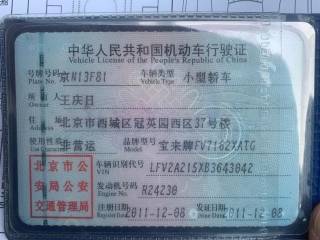 中华人民共和国机动车行驶证
Vehicle License of the People's Republic of China
号牌号码 京N13F81 车辆类型 小型轿车
Plate No. Vehicle Type
所有人 王庆日
Owner
住址 北京市西城区冠英园西区37号楼
Address
使用性质 非营运 宝来牌FV7162XATG
Use Character
北京市公安局公安交通管理局
车辆识别代号 LFV2A215XB3643042
VIN
发动机号码 R24230
Engine No.
注册日期 2011-12-08 发证日期 2011-12-08
Register Date Issue Date